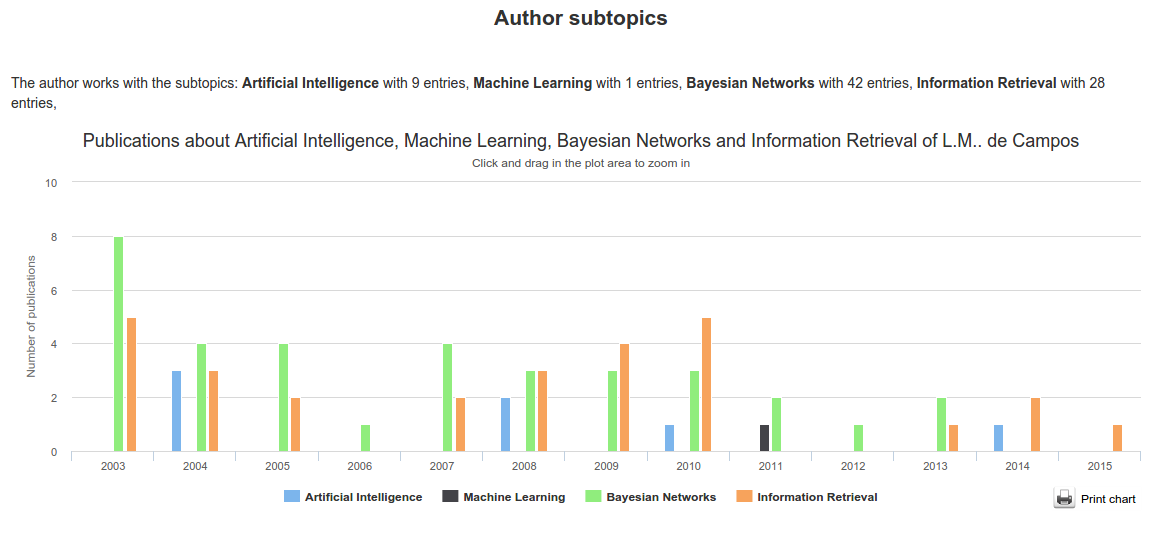 Author subtopics
The author works with the subtopics: Artificial Intelligence with 9 entries, Machine Learning with 1 entries, Bayesian Networks with 42 entries, Information Retrieval with 28
entries,
Publications about Artificial Intelligence, Machine Learning, Bayesian Networks and Information Retrieval of L.M.. de Campos
Click and drag in the plot area to zoom in
Number of publications
10
8
6
4
2
0
2003 2004 2005 2006 2007 2008 2009 2010 2011 2012 2013 2014 2015
Artificial Intelligence Machine Learning Bayesian Networks Information Retrieval
Print chart